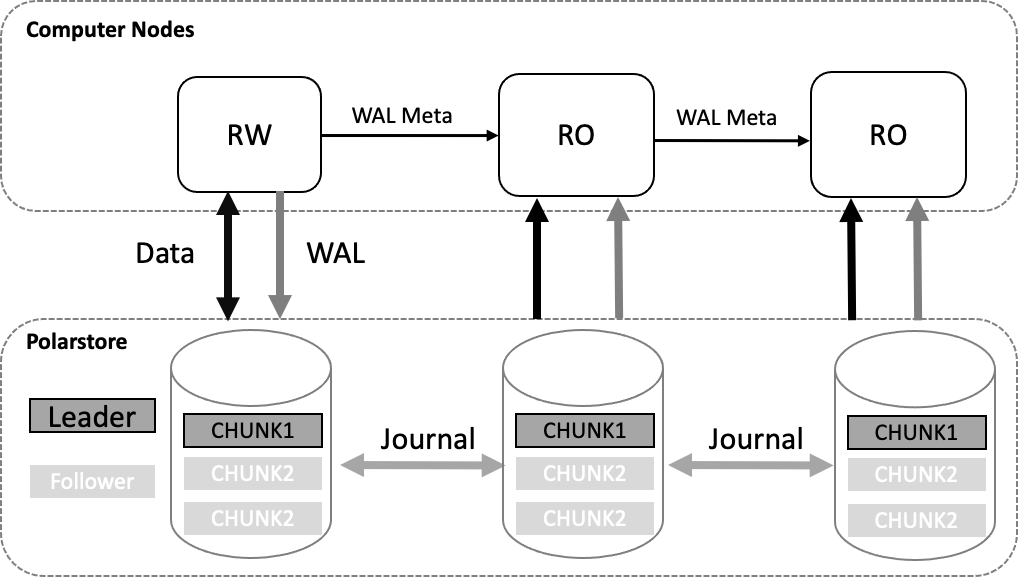 Computer Nodes
RW
WAL Meta
RO
WAL Meta
RO
Data
WAL
Polarstore
Leader
Follower
CHUNK1
CHUNK2
CHUNK2
Journal
CHUNK1
CHUNK2
CHUNK2
Journal
CHUNK1
CHUNK2
CHUNK2